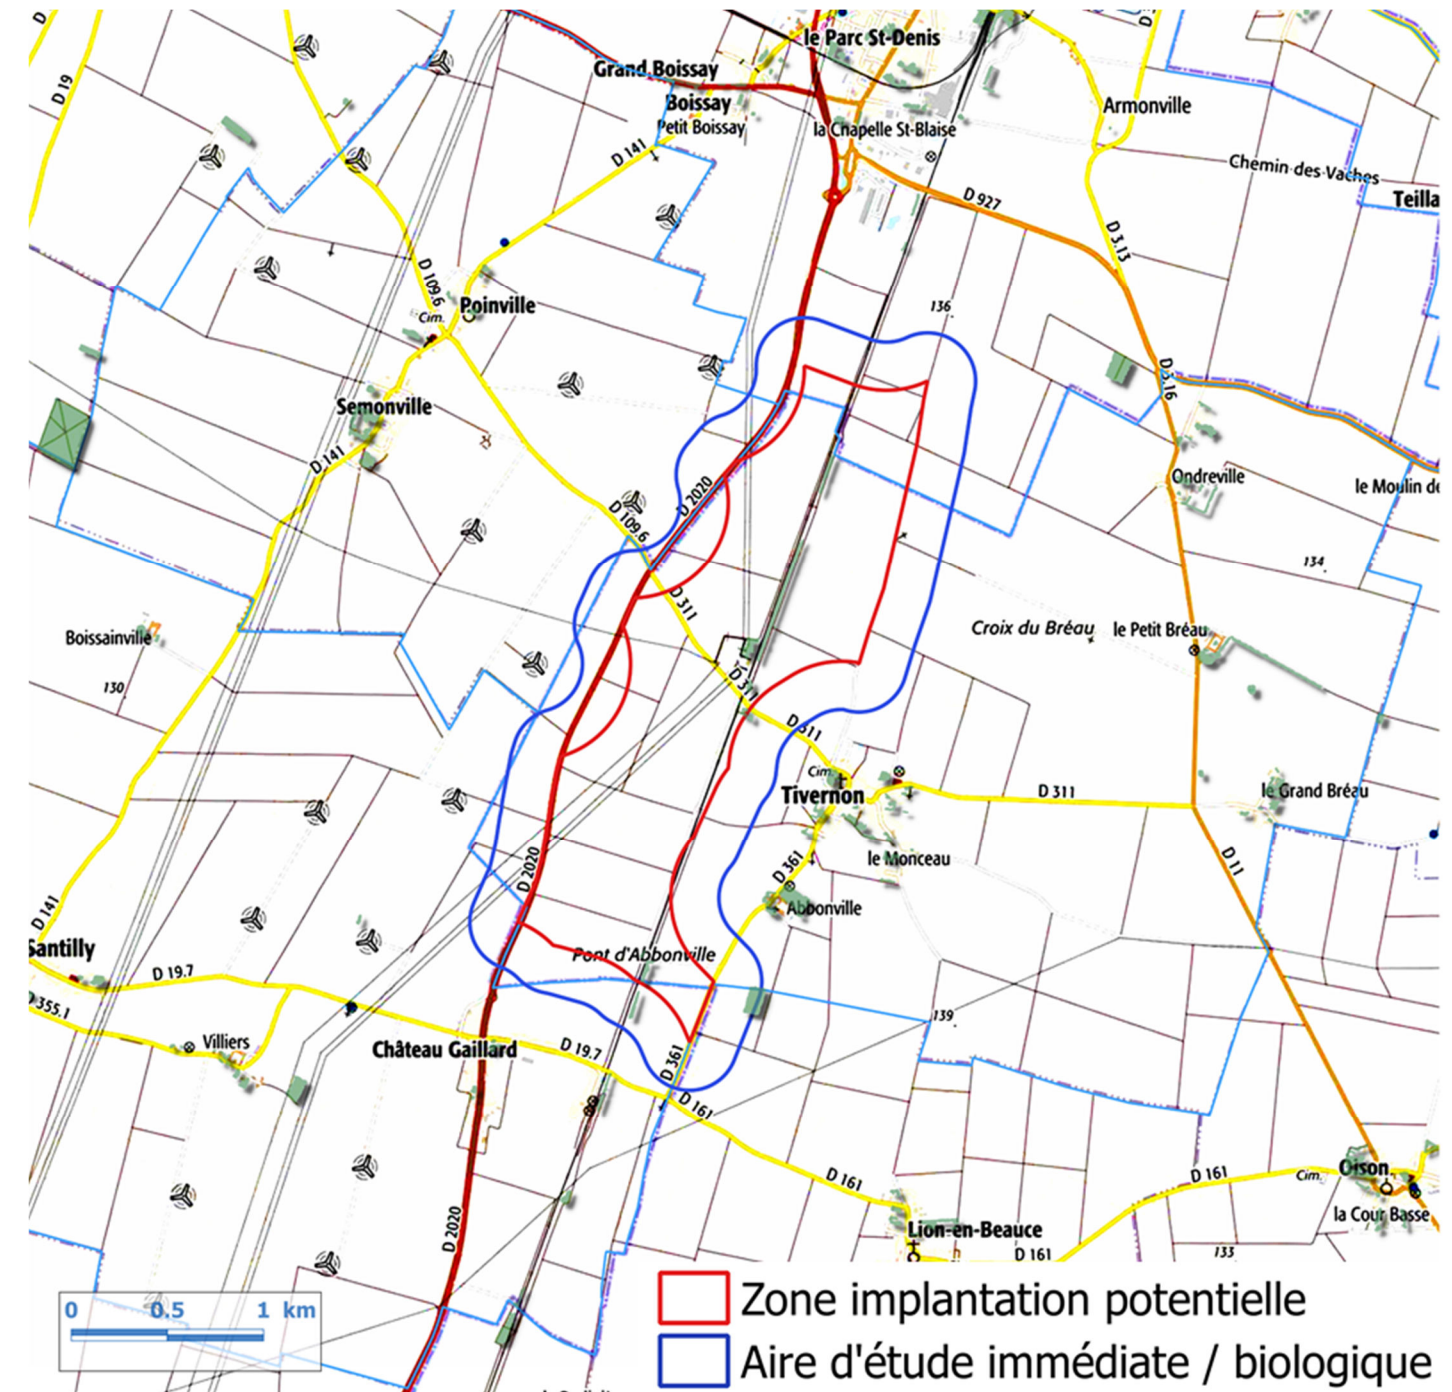 le Parc St-Denis
D 19
Grand Boissay
Boissay
Petit Boissay
Armonville
la Chapelle St-Blaise
D 141
Chemin des Vaches
D 927
Teilla
D 3.13
D 109.6
Poinville
Cim.
136
D 3.16
Semonville
D 141
Ondreville
le Moulin de
D 2020
D 109.6
134
D 311
Croix du Bréau
le Petit Bréau
Boissainville
130
D 311
D 311
Cim.
Tivernon
D 311
le Grand Bréau
le Monceau
D 2020
D 361
D 11
Abbonville
D 141
Santilly
Pont d'Abbonville
D 19.7
D 355.1
139
Villiers
Château Gaillard
D 19.7
D 361
D 161
D 161
D 161
Cim.
Oison
la Cour Basse
D 2020
Lion-en-Beauce
D 161
133
0 0.5 1 km
Zone implantation potentielle
Aire d'étude immédiate / biologique